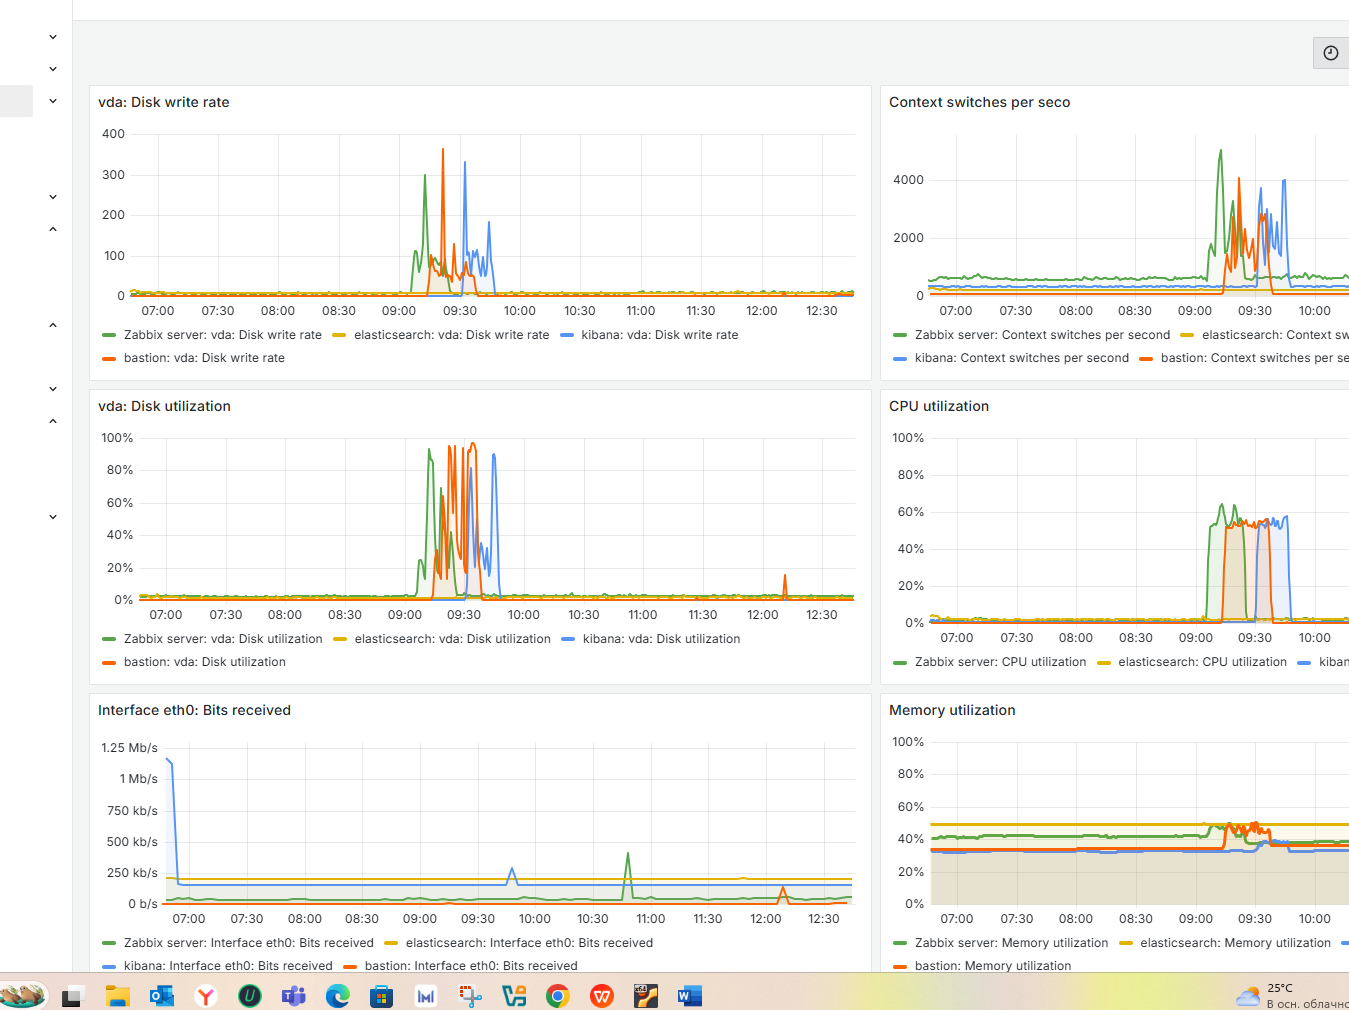 vda: Disk write rate
400
300
200
100
0
07:00 07:30 08:00 08:30 09:00 09:30 10:00 10:30 11:00 11:30 12:00 12:30
Zabbix server: vda: Disk write rate elasticsearch: vda: Disk write rate kibana: vda: Disk write rate
bastion: vda: Disk write rate
Context switches per seco
4000
2000
0
07:00 07:30 08:00 08:30 09:00 09:30 10:00
Zabbix server: Context switches per second elasticsearch: Context sw
kibana: Context switches per second bastion: Context switches per se
vda: Disk utilization
100%
80%
60%
40%
20%
0%
07:00 07:30 08:00 08:30 09:00 09:30 10:00 10:30 11:00 11:30 12:00 12:30
Zabbix server: vda: Disk utilization elasticsearch: vda: Disk utilization kibana: vda: Disk utilization
bastion: vda: Disk utilization
CPU utilization
100%
80%
60%
40%
20%
0%
07:00 07:30 08:00 08:30 09:00 09:30 10:00
Zabbix server: CPU utilization elasticsearch: CPU utilization kiban
Interface eth0: Bits received
1.25 Mb/s
1 Mb/s
750 kb/s
500 kb/s
250 kb/s
0 b/s
07:00 07:30 08:00 08:30 09:00 09:30 10:00 10:30 11:00 11:30 12:00 12:30
Zabbix server: Interface eth0: Bits received elasticsearch: Interface eth0: Bits received
kibana: Interface eth0: Bits received bastion: Interface eth0: Bits received
Memory utilization
100%
80%
60%
40%
20%
0%
07:00 07:30 08:00 08:30 09:00 09:30 10:00
Zabbix server: Memory utilization elasticsearch: Memory utilization
bastion: Memory utilization
x64
25°C
В осн. облачно